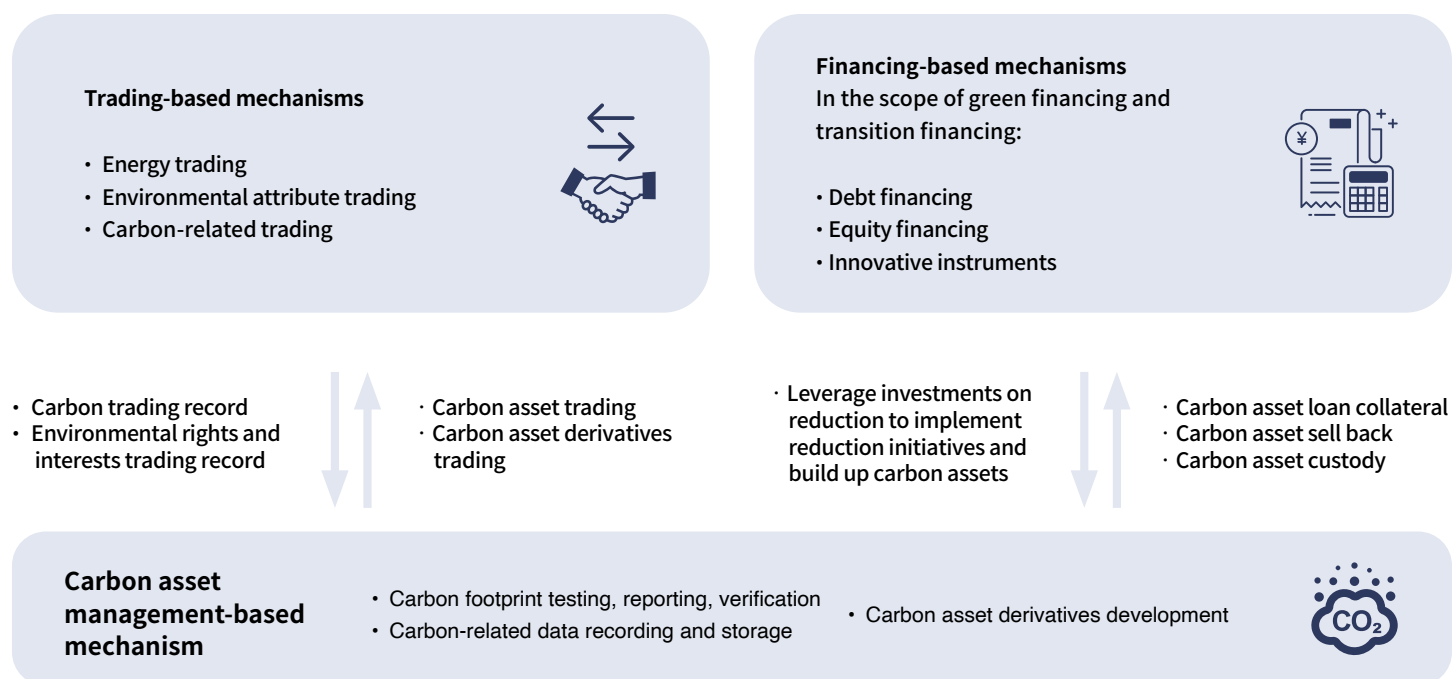 Trading-based mechanisms
• Energy trading
• Environmental attribute trading
• Carbon-related trading
Financing-based mechanisms
In the scope of green financing and
transition financing:
• Debt financing
• Equity financing
• Innovative instruments
¥
• Carbon trading record
• Environmental rights and
interests trading record
· Carbon asset trading
· Carbon asset derivatives
trading
· Leverage investments on
reduction to implement
reduction initiatives and
build up carbon assets
· Carbon asset loan collateral
· Carbon asset sell back
· Carbon asset custody
Carbon asset
management-based
mechanism
• Carbon footprint testing, reporting, verification
• Carbon-related data recording and storage
• Carbon asset derivatives development
CO₂